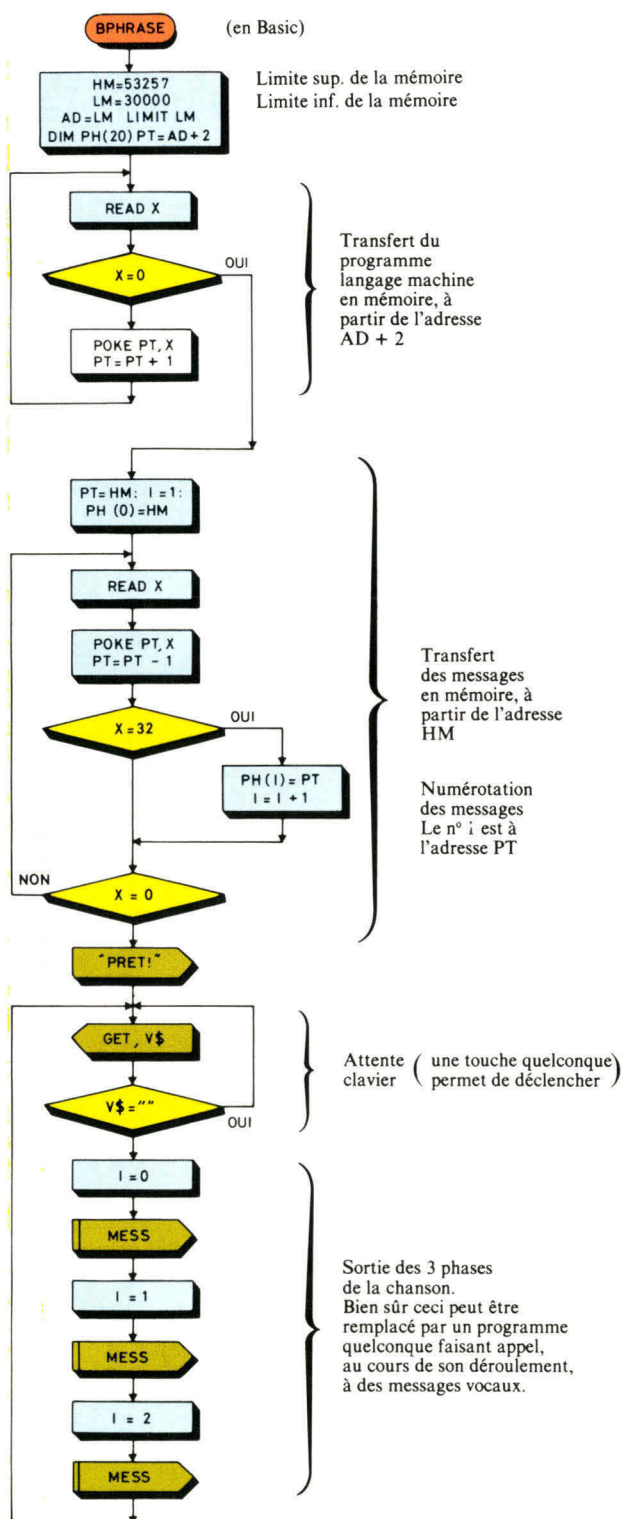 BPHRASE
(en Basic)
HM=53257
LM=30000
AD=LM LIMIT LM
DIM PH(20) PT=AD+2
Limite sup. de la mémoire
Limite inf. de la mémoire
READ X
X=0
OUI
POKE PT,X
PT=PT + 1
Transfert du
programme
langage machine
en mémoire, à
partir de l'adresse
AD + 2
PT=HM: I=1:
PH (0)=HM
READ X
POKE PT,X
PT=PT - 1
X=32
OUI
PH(I)=PT
I=I+1
NON
X = 0
Transfert
des messages
en mémoire, à
partir de l'adresse
HM
Numérotation
des messages
Le nº i est à
l'adresse PT
"PRET!"
GET, V$
V$=""
OUI
Attente ( une touche quelconque )
clavier ( permet de déclencher )
I=0
MESS
I=1
MESS
I = 2
MESS
Sortie des 3 phases
de la chanson.
Bien sûr ceci peut être
remplacé par un programme
quelconque faisant appel,
au cours de son déroulement,
à des messages vocaux.